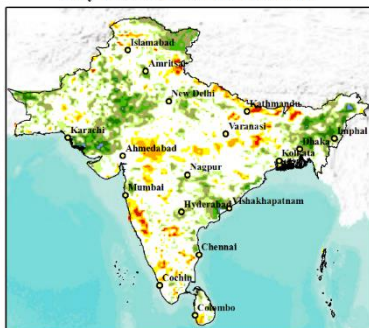 Islamabad
Amritsar
New Delhi
Kathmandu
Karachi
Varanasi
Dhaka
Imphal
Ahmedabad
Kolkata
Nagpur
Mumbai
Hyderabad
Vishakhapatnam
Chennai
Cochin
Colombo